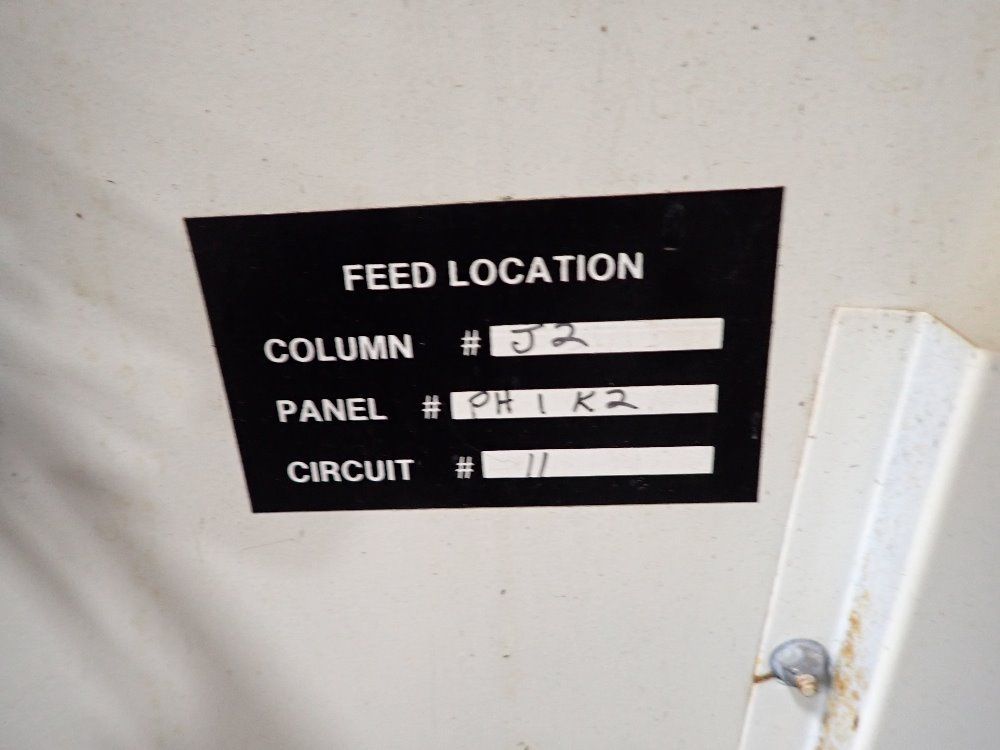 FEED LOCATION
COLUMN # J2
PANEL # PH 1 K2
CIRCUIT # 11